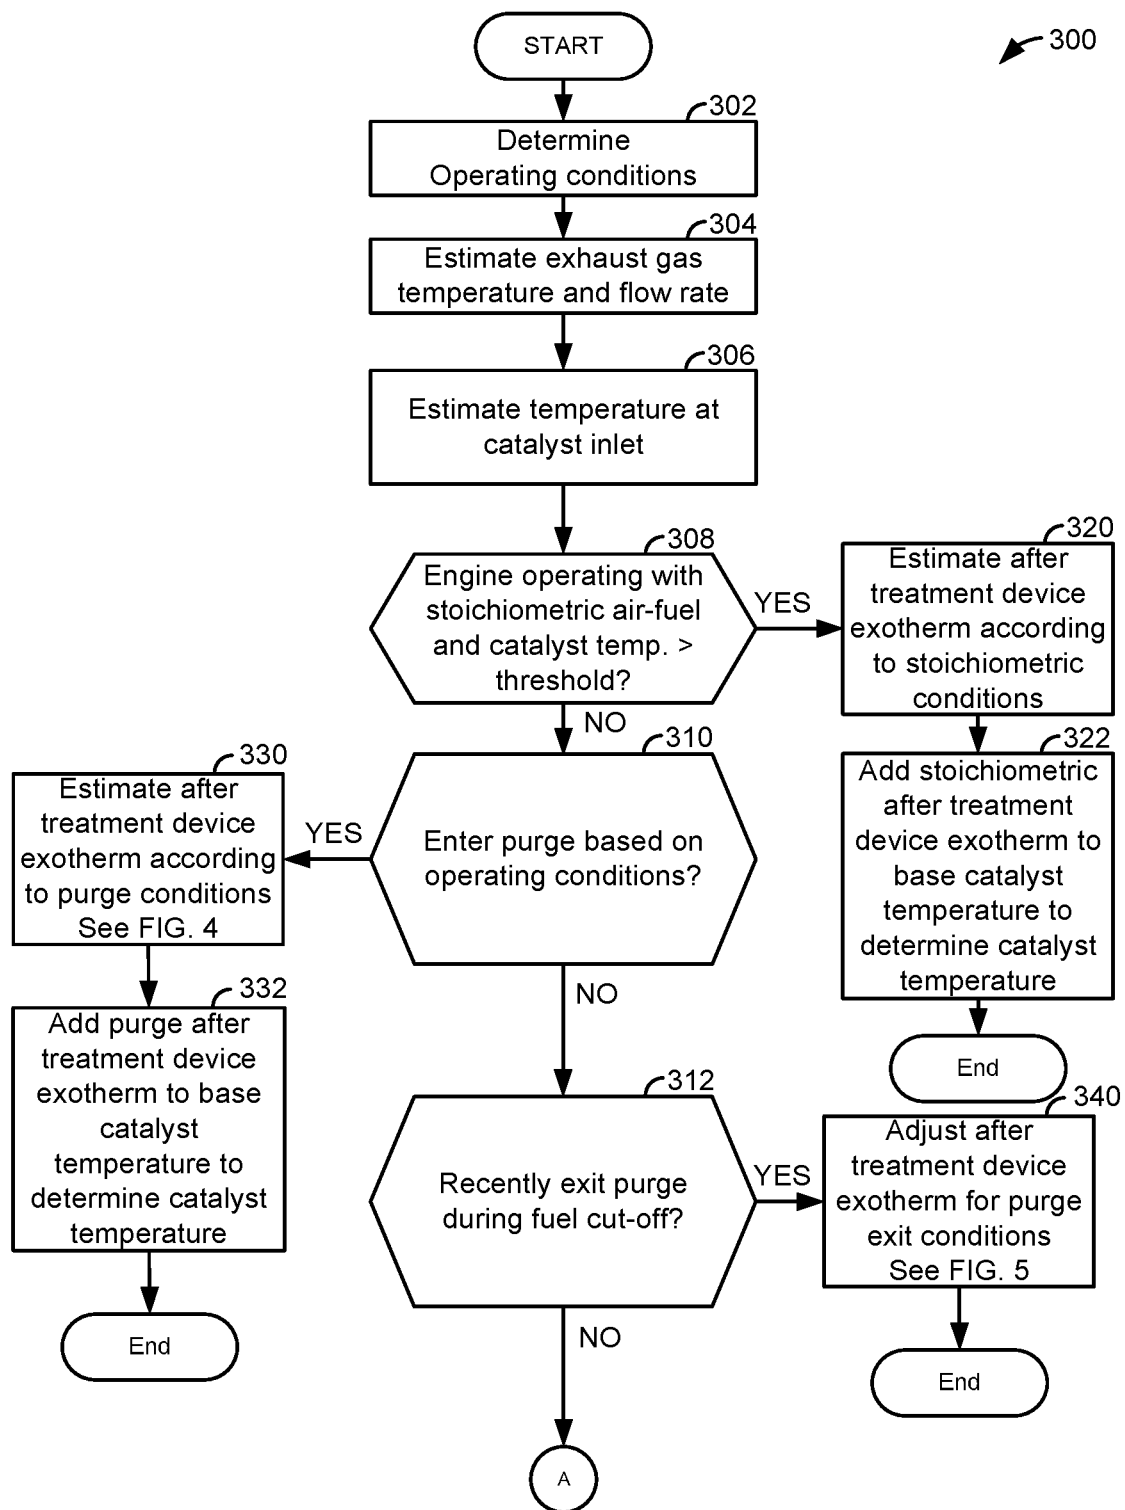 START
300
302
Determine
Operating conditions
304
Estimate exhaust gas
temperature and flow rate
306
Estimate temperature at
catalyst inlet
308
Engine operating with
stoichiometric air-fuel
and catalyst temp. >
threshold?
YES
NO
320
Estimate after
treatment device
exotherm according
to stoichiometric
conditions
322
Add stoichiometric
after treatment
device exotherm to
base catalyst
temperature to
determine catalyst
temperature
End
310
Enter purge based on
operating conditions?
YES
NO
330
Estimate after
treatment device
exotherm according
to purge conditions
See FIG. 4
332
Add purge after
treatment device
exotherm to base
catalyst
temperature to
determine catalyst
temperature
End
312
Recently exit purge
during fuel cut-off?
YES
NO
340
Adjust after
treatment device
exotherm for purge
exit conditions
See FIG. 5
End
A